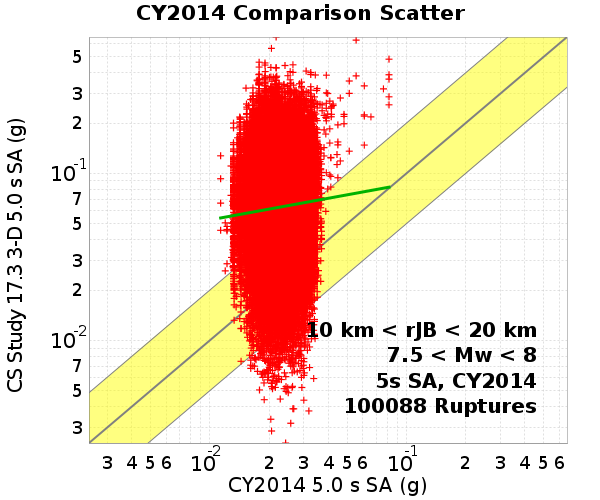 CY2014 Comparison Scatter
CS Study 17.3 3-D 5.0 s SA (g)
5
3
2
10-1
7
5
3
2
10-2
7
5
3
10 km < rJB < 20 km
7.5 < Mw < 8
5s SA, CY2014
100088 Ruptures
3 4 5 6 10-2 2 3 4 5 6 10-1 2 3 4 5 6
CY2014 5.0 s SA (g)